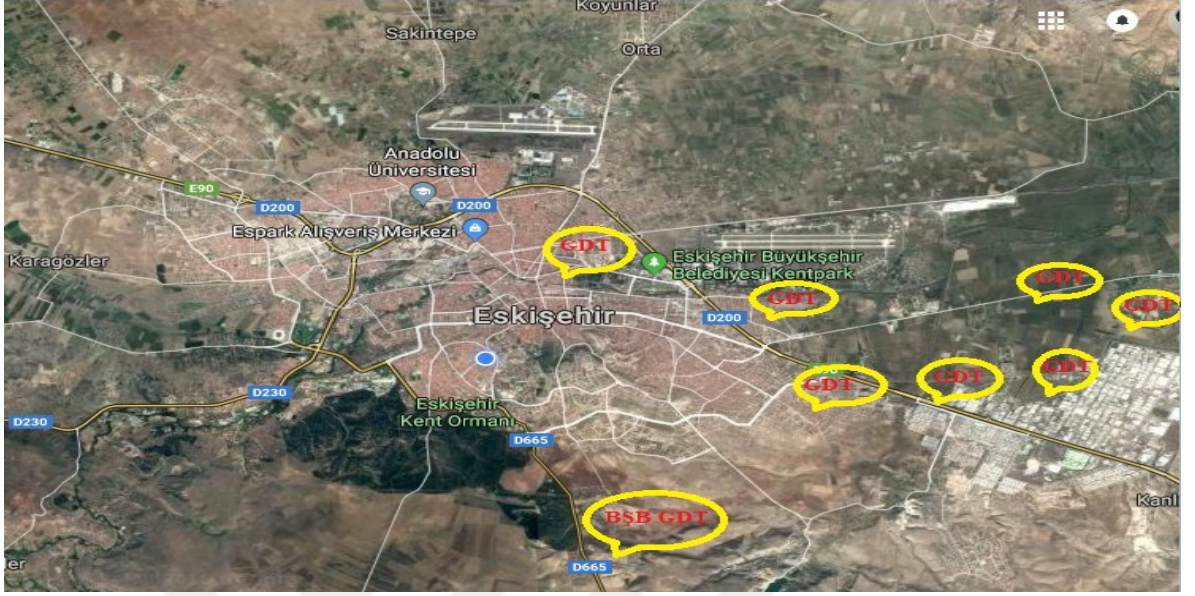 Koyunlar
Sakintepe
Orta
Anadolu
Üniversitesi
E90
D200
D200
Espark Alışveriş Merkezi
GDT
Karagözler
Eskişehir Büyükşehir
Belediyesi Kentpark
GDT
GDT
GDT
Eskişehir
D200
GDT
GDT
GDT
D230
D230
Eskişehir
Kent Ormanı
D665
BŞB GDT
Kanlı
ler
D665